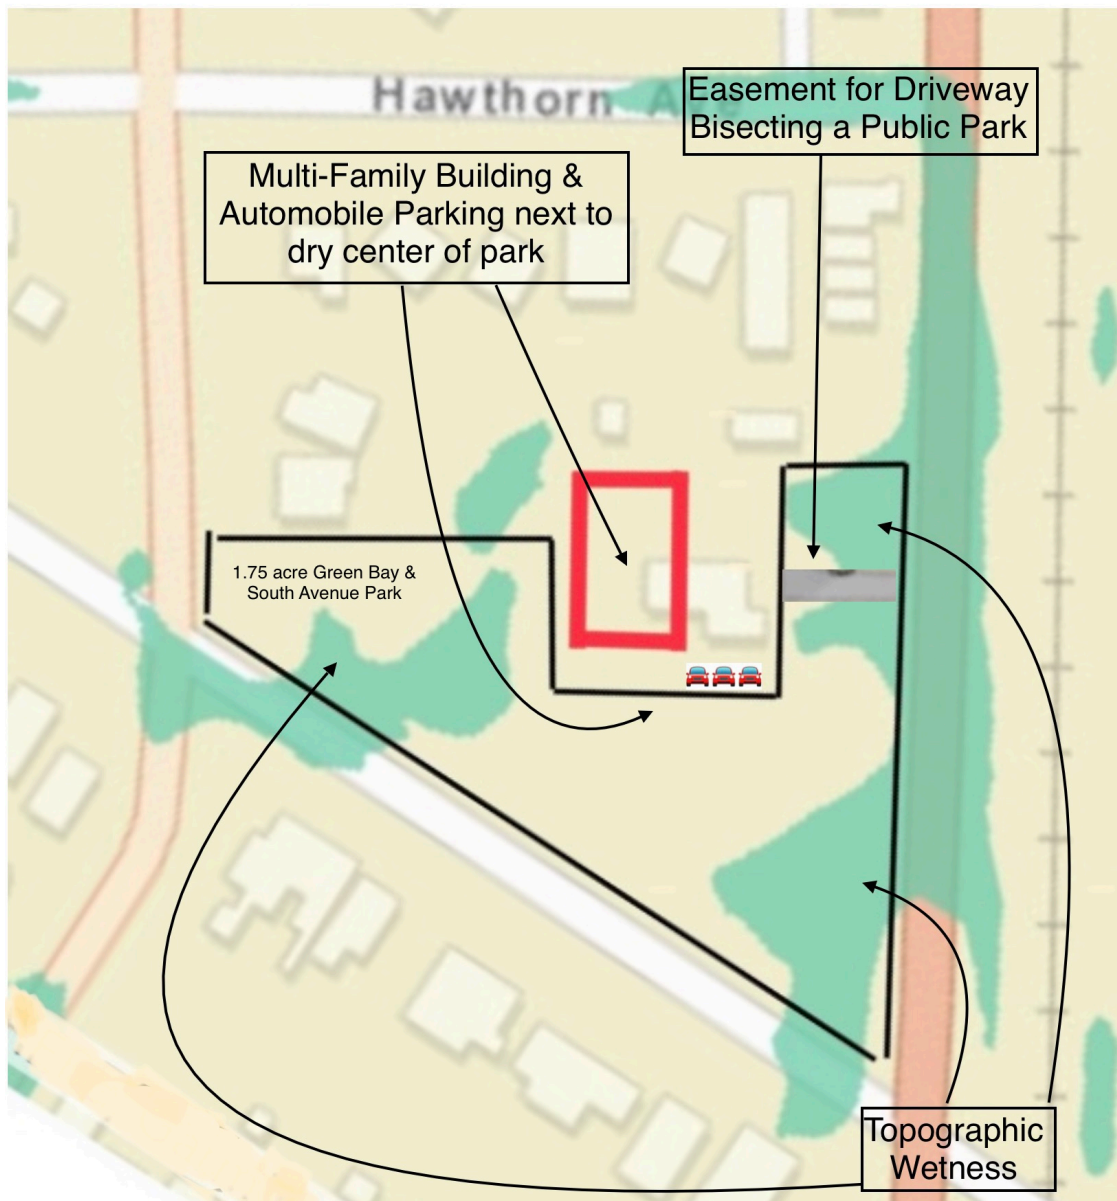 Hawthorn
Easement for Driveway
Bisecting a Public Park
Multi-Family Building &
Automobile Parking next to
dry center of park
1.75 acre Green Bay &
South Avenue Park
Topographic
Wetness